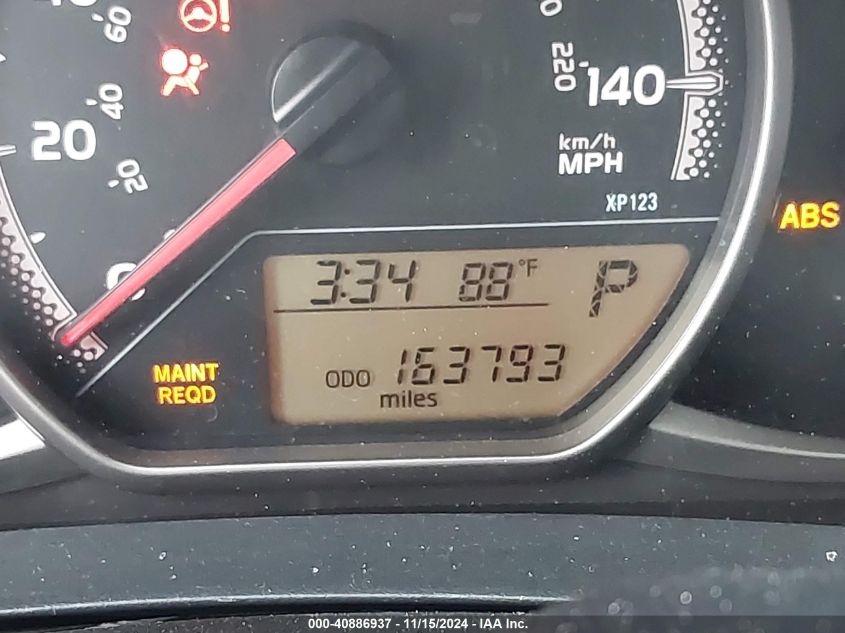 60
!
220
40
140
20
km/h
20
MPH
XP123
ABS
0
3:34 88°F P
MAINT
REQD
ODO 163793
miles
000-40886937 - 11/15/2024 - IAA Inc.